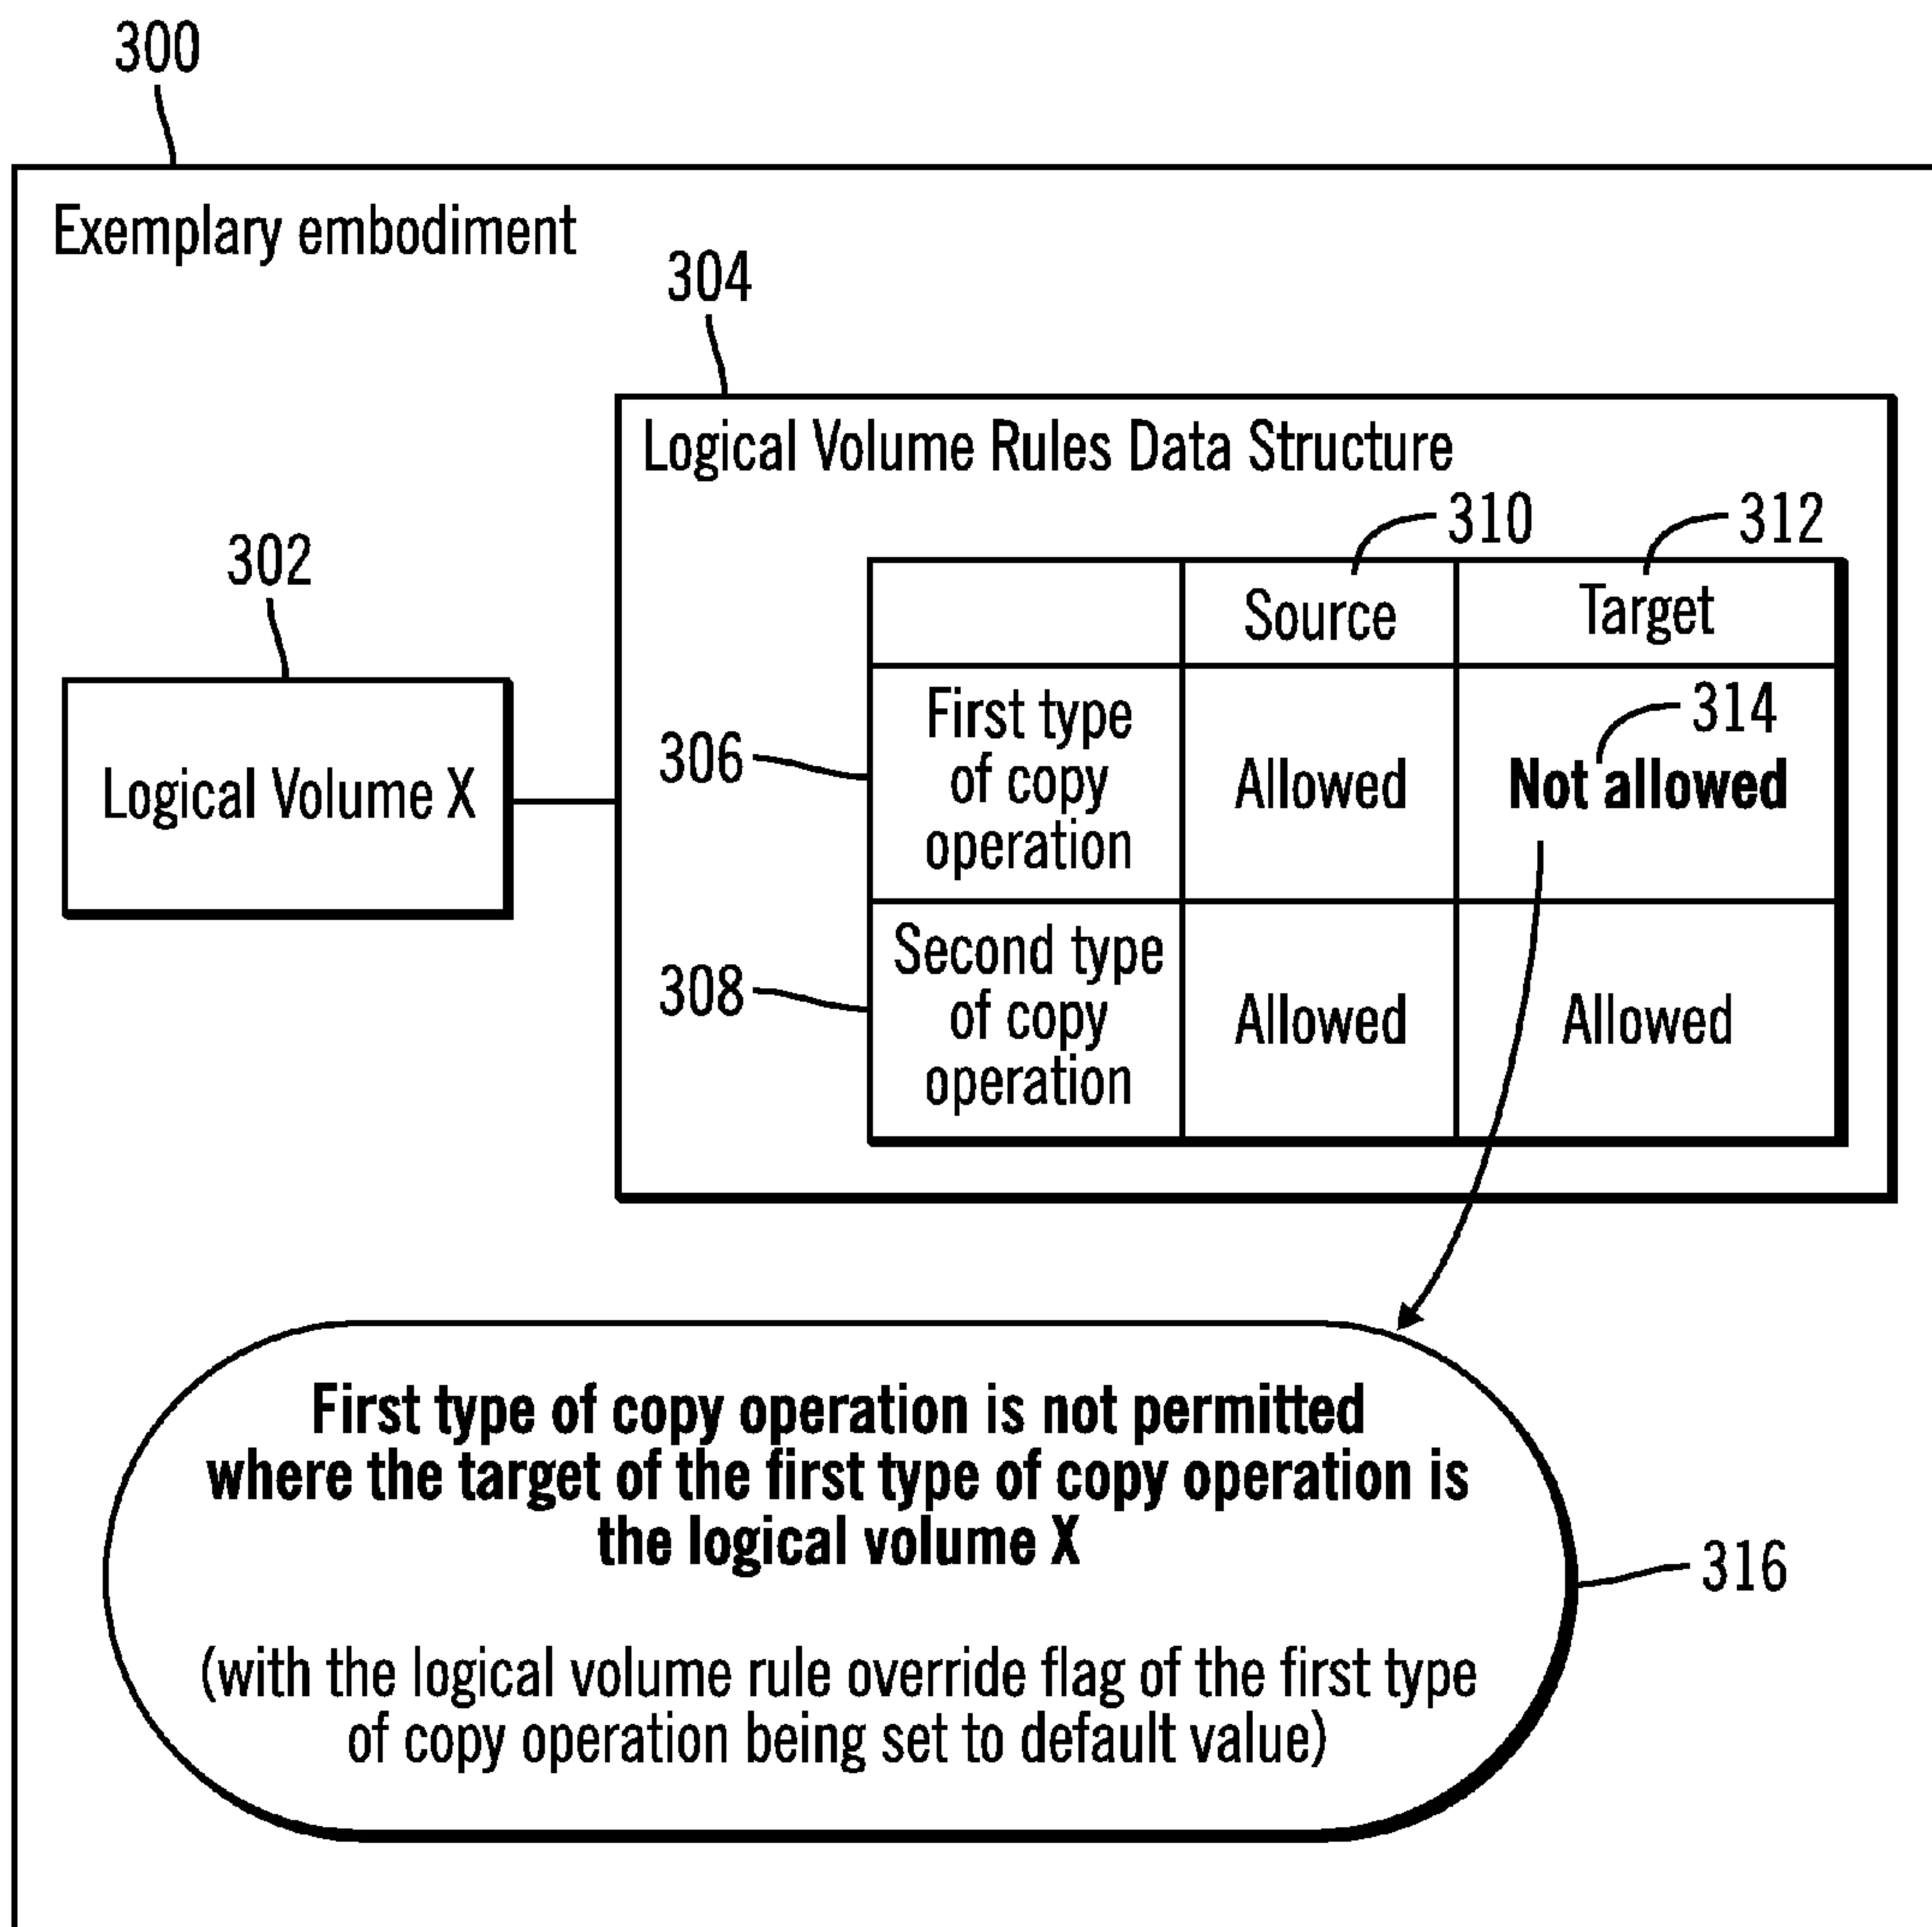 300
Exemplary embodiment
304
Logical Volume Rules Data Structure
310
312
302
Source
Target
Logical Volume X
306
First type
of copy
operation
Allowed
314
Not allowed
308
Second type
of copy
operation
Allowed
Allowed
First type of copy operation is not permitted
where the target of the first type of copy operation is
the logical volume X
316
(with the logical volume rule override flag of the first type
of copy operation being set to default value)